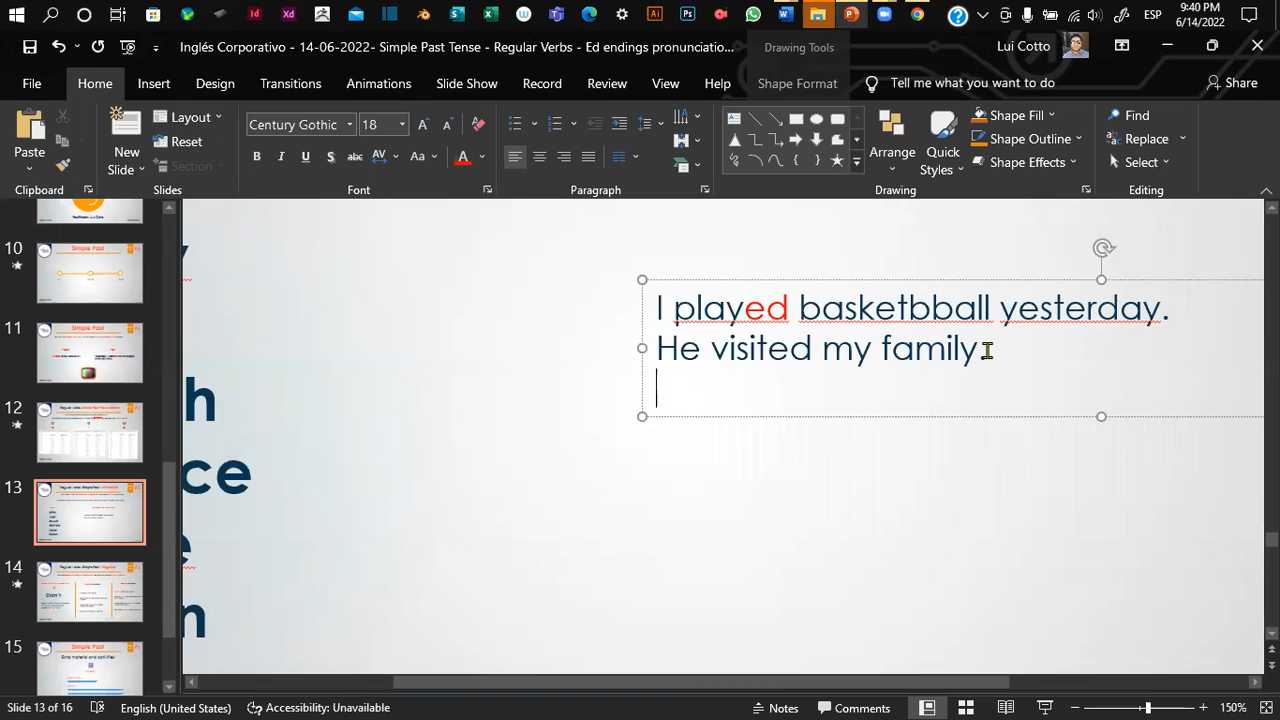 9:40 PM
ESP
6/14/2022
Inglés Corporativo - 14-06-2022- Simple Past Tense - Regular Verbs - Ed endings pronunciatio...
Drawing Tools
Lui Cotto
File
Home
Insert
Design
Transitions
Animations
Slide Show
Record
Review
View
Help
Shape Format
Tell me what you want to do
Share
Paste
New
Slide
Layout
Reset
Section
Century Gothic
18
B I U S abc AV Aa A
Arrange
Quick
Styles
Shape Fill
Shape Outline
Shape Effects
Find
Replace
Select
Clipboard
Slides
Font
Paragraph
Drawing
Editing
10
Simple Past
11
12
13
14
Didn't
15
Simple Past
h
ce
e
n
I played basketbball yesterday.
He visited my family.
Slide 13 of 16
English (United States)
Accessibility: Unavailable
Notes
Comments
150%